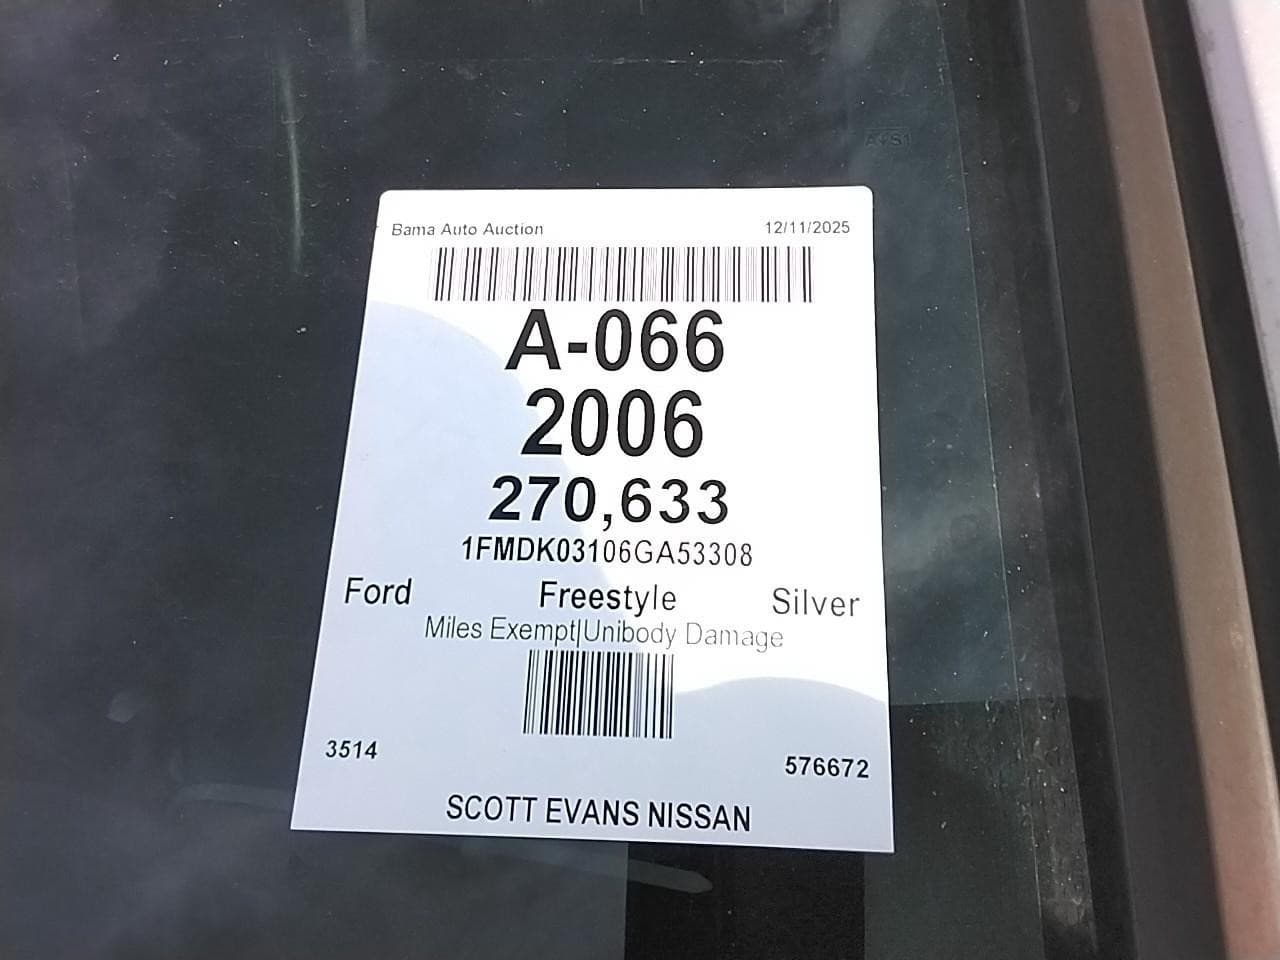 Bama Auto Auction 12/11/2025
A-066
2006
270,633
1FMDK03106GA53308
Ford Freestyle Silver
Miles Exempt|Unibody Damage
3514 576672
SCOTT EVANS NISSAN